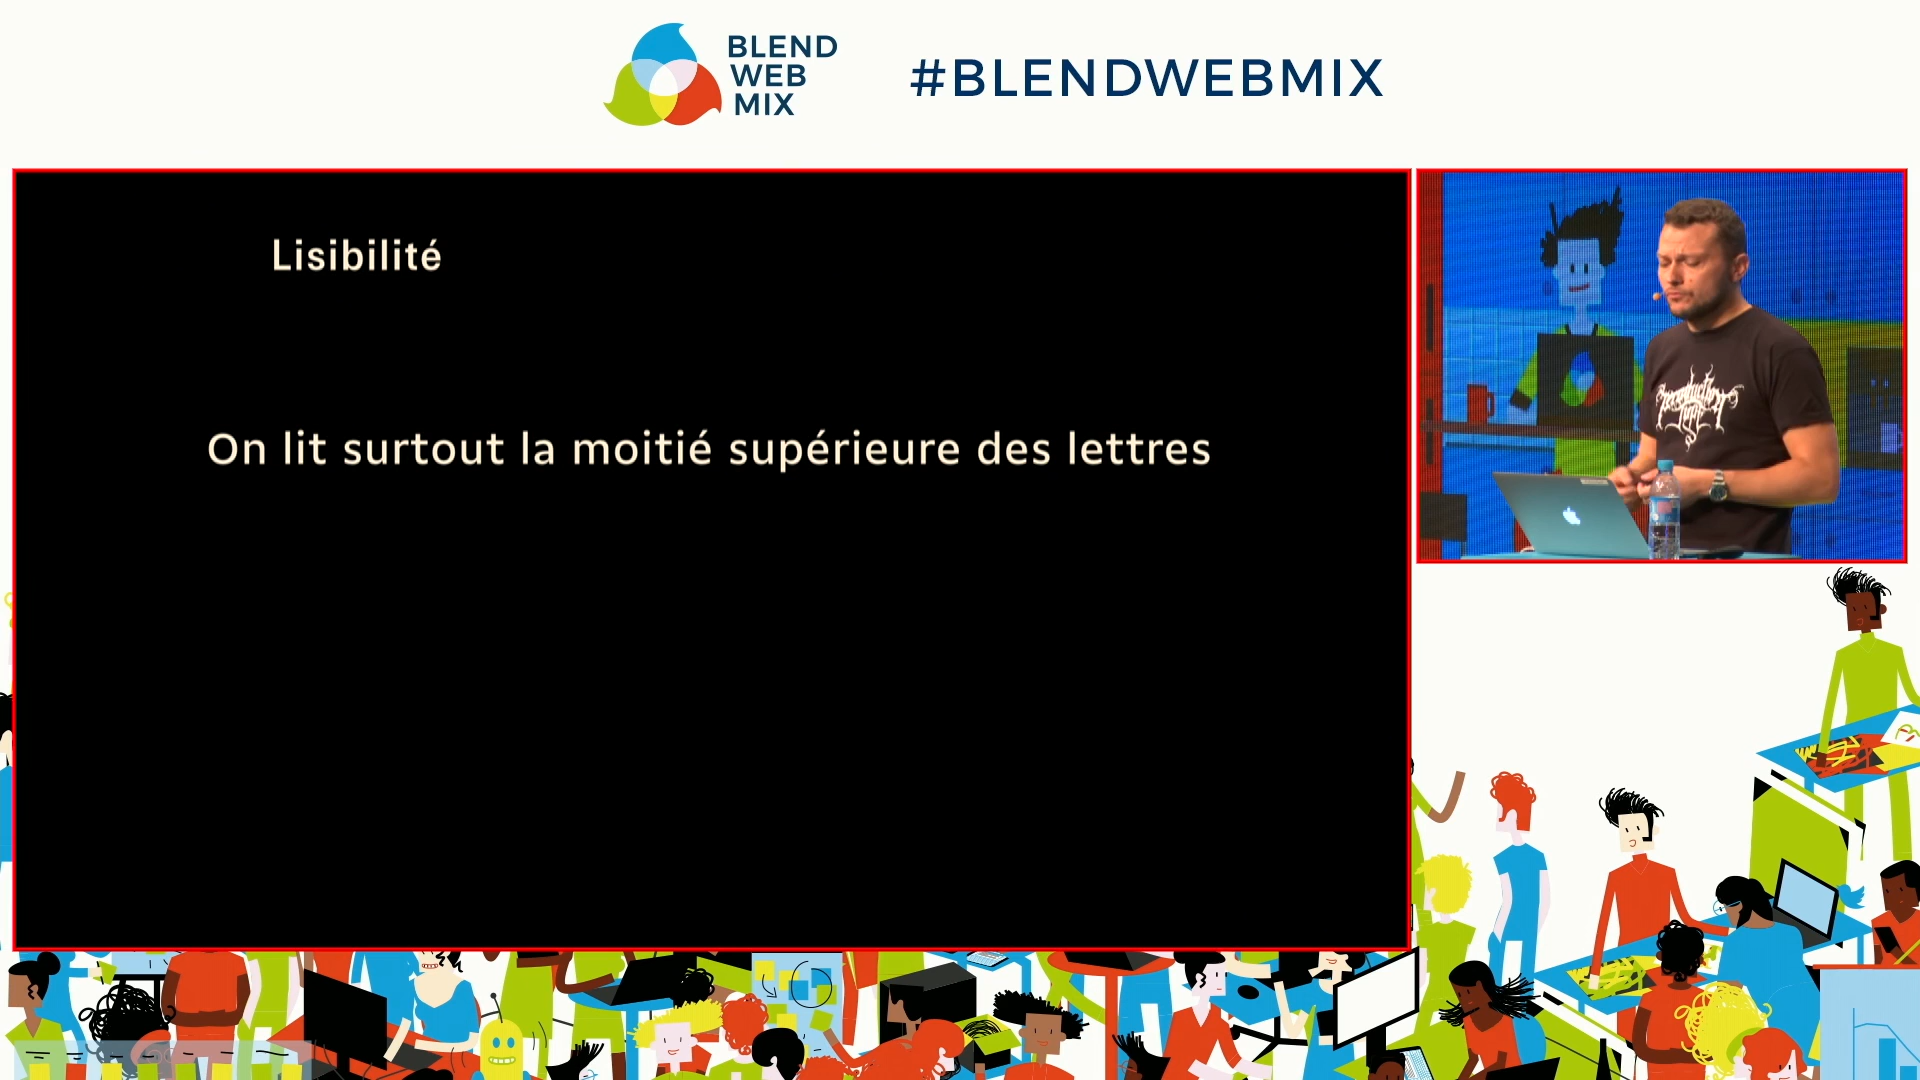 BLEND
WEB
MIX
#BLENDWEBMIX
Lisibilité
On lit surtout la moitié supérieure des lettres